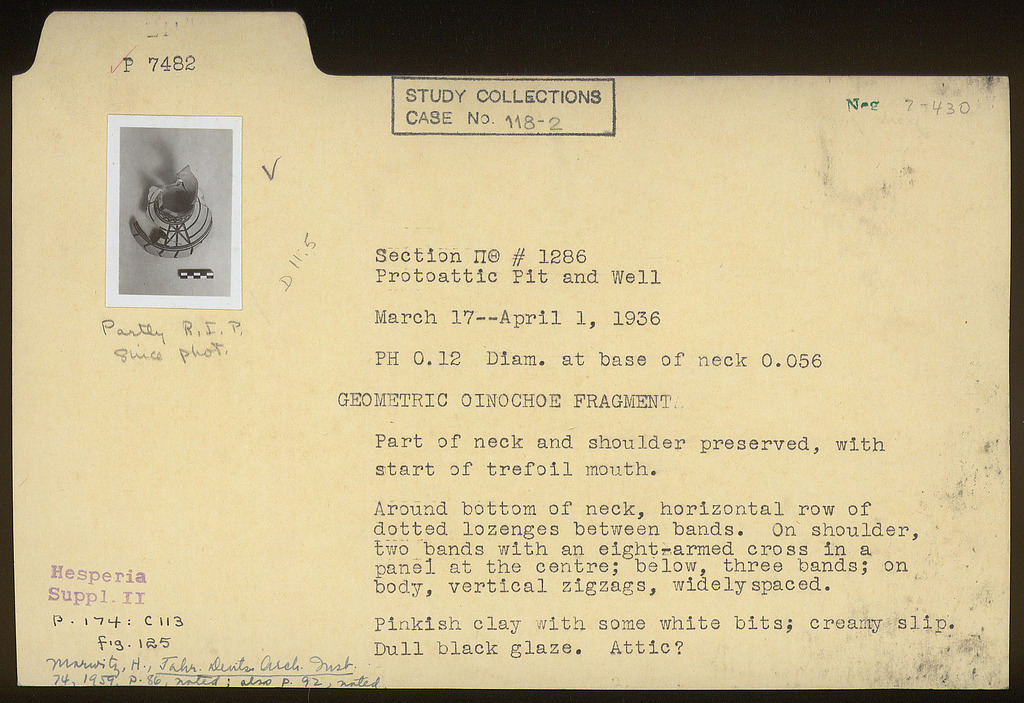 P 7482
STUDY COLLECTIONS
CASE No. 118-2
Neg 7-430
D 11.5
Partly R.I.P.
since phot.
Section ΠΘ # 1286
Protoattic Pit and Well
March 17--April 1, 1936
PH 0.12 Diam. at base of neck 0.056
GEOMETRIC OINOCHOE FRAGMENT
Part of neck and shoulder preserved, with
start of trefoil mouth.
Around bottom of neck, horizontal row of
dotted lozenges between bands. On shoulder,
two bands with an eight-armed cross in a
panel at the centre; below, three bands; on
body, vertical zigzags, widely spaced.
Pinkish clay with some white bits; creamy slip.
Dull black glaze. Attic?
Hesperia
Suppl. II
P. 174: C 113
fig. 125
Marwitz, H., Jahr. Deuts. Arch. Inst.
74, 1959, p. 86, noted; also p. 92, noted